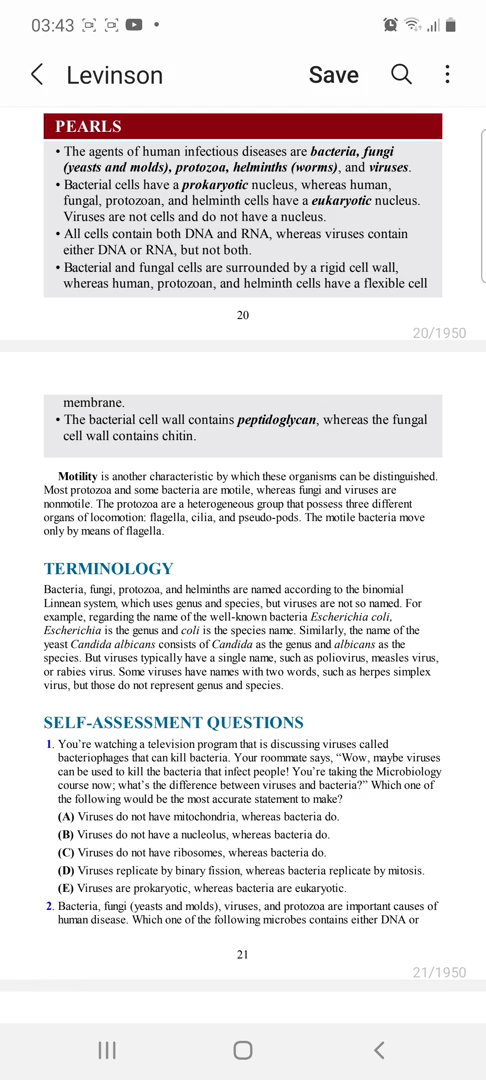 03:43
Levinson
Save
PEARLS
• The agents of human infectious diseases are bacteria, fungi
(yeasts and molds), protozoa, helminths (worms), and viruses.
• Bacterial cells have a prokaryotic nucleus, whereas human,
fungal, protozoan, and helminth cells have a eukaryotic nucleus.
Viruses are not cells and do not have a nucleus.
• All cells contain both DNA and RNA, whereas viruses contain
either DNA or RNA, but not both.
• Bacterial and fungal cells are surrounded by a rigid cell wall,
whereas human, protozoan, and helminth cells have a flexible cell
20
20/1950
membrane.
• The bacterial cell wall contains peptidoglycan, whereas the fungal
cell wall contains chitin.
Motility is another characteristic by which these organisms can be distinguished.
Most protozoa and some bacteria are motile, whereas fungi and viruses are
nonmotile. The protozoa are a heterogeneous group that possess three different
organs of locomotion: flagella, cilia, and pseudo-pods. The motile bacteria move
only by means of flagella.
TERMINOLOGY
Bacteria, fungi, protozoa, and helminths are named according to the binomial
Linnean system, which uses genus and species, but viruses are not so named. For
example, regarding the name of the well-known bacteria Escherichia coli,
Escherichia is the genus and coli is the species name. Similarly, the name of the
yeast Candida albicans consists of Candida as the genus and albicans as the
species. But viruses typically have a single name, such as poliovirus, measles virus,
or rabies virus. Some viruses have names with two words, such as herpes simplex
virus, but those do not represent genus and species.
SELF-ASSESSMENT QUESTIONS
1. You're watching a television program that is discussing viruses called
bacteriophages that can kill bacteria. Your roommate says, “Wow, maybe viruses
can be used to kill the bacteria that infect people! You're taking the Microbiology
course now; what's the difference between viruses and bacteria?” Which one of
the following would be the most accurate statement to make?
(A) Viruses do not have mitochondria, whereas bacteria do.
(B) Viruses do not have a nucleolus, whereas bacteria do.
(C) Viruses do not have ribosomes, whereas bacteria do.
(D) Viruses replicate by binary fission, whereas bacteria replicate by mitosis.
(E) Viruses are prokaryotic, whereas bacteria are eukaryotic.
2. Bacteria, fungi (yeasts and molds), viruses, and protozoa are important causes of
human disease. Which one of the following microbes contains either DNA or
21
21/1950